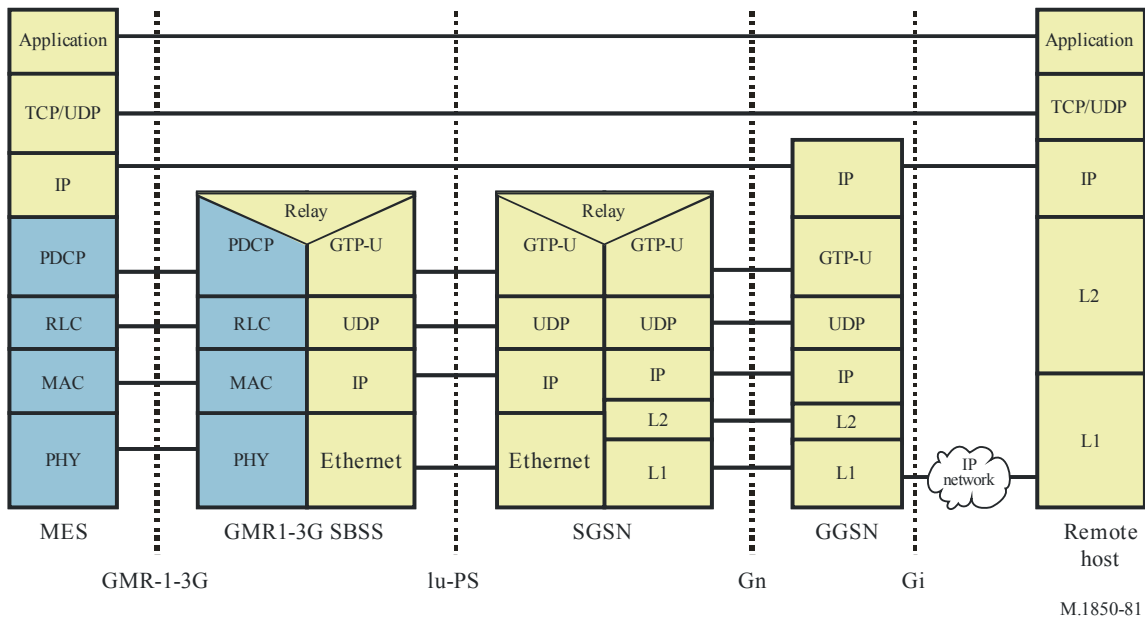 Application
Application
TCP/UDP
TCP/UDP
IP
IP
IP
Relay
Relay
PDCP
PDCP
GTP-U
GTP-U
GTP-U
GTP-U
L2
RLC
RLC
UDP
UDP
UDP
UDP
MAC
MAC
IP
IP
IP
IP
L2
L2
PHY
PHY
Ethernet
Ethernet
L1
L1
L1
IP
network
MES
GMR1-3G SBSS
SGSN
GGSN
Remote
host
GMR-1-3G
lu-PS
Gn
Gi
M.1850-81